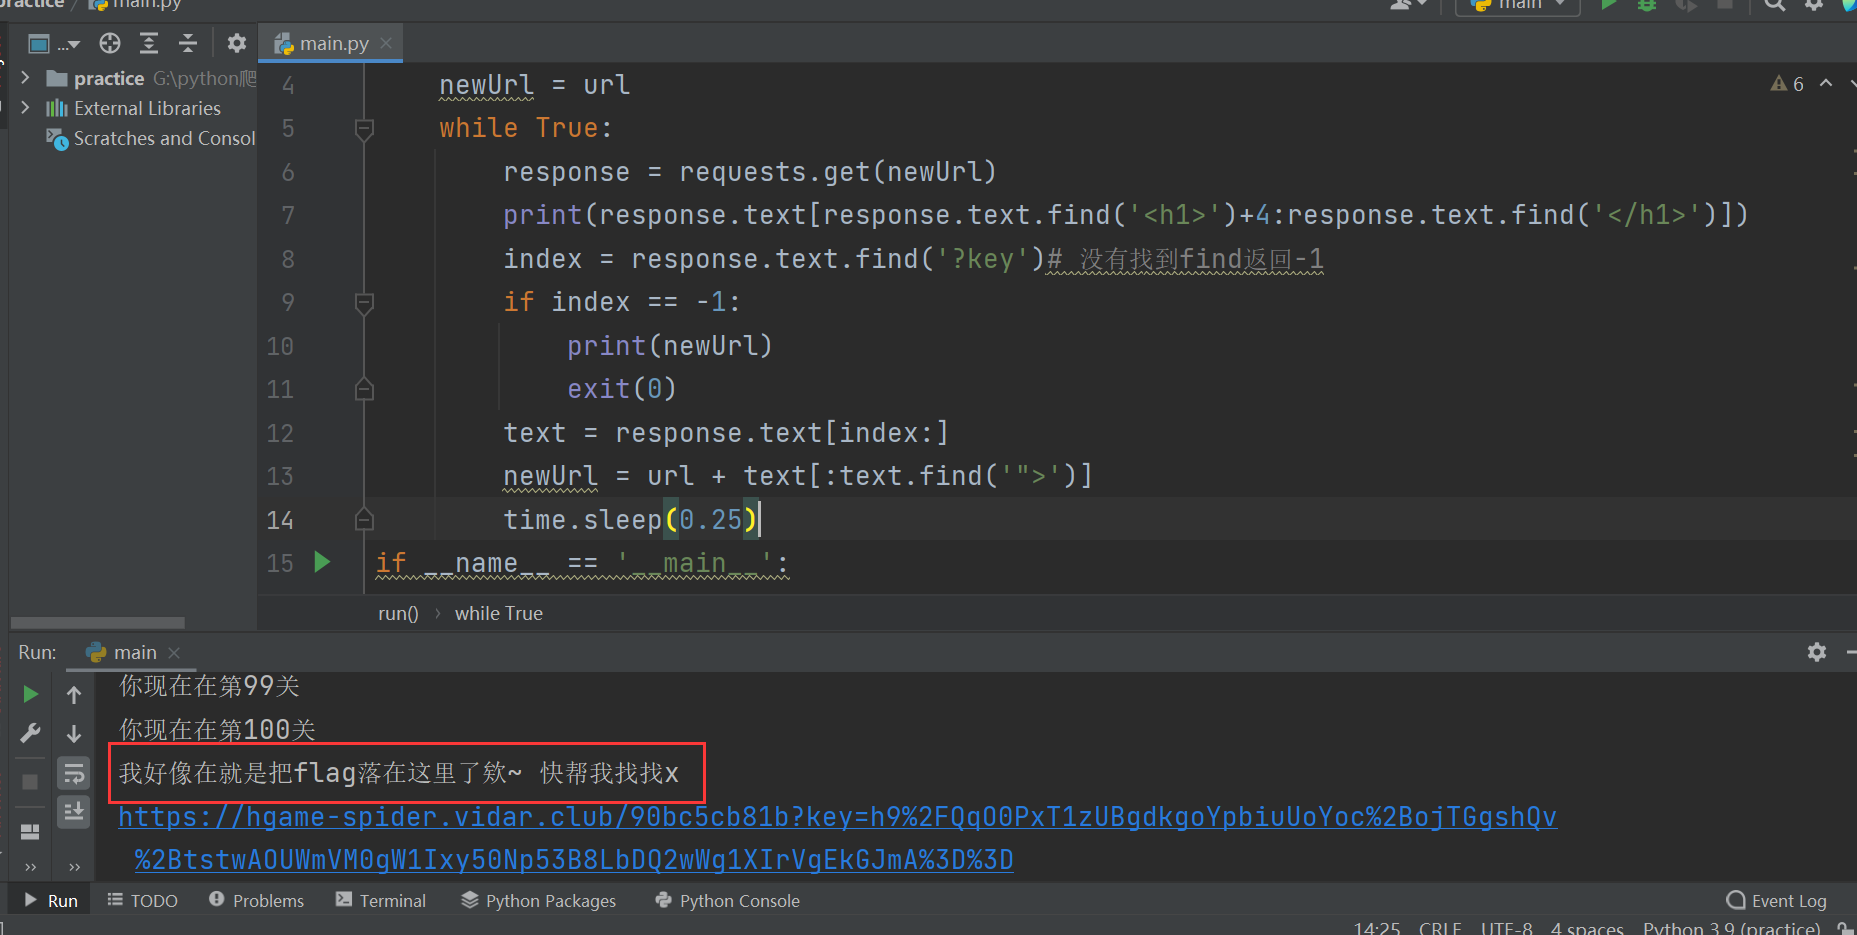 practice / main.py
main
...
main.py
practice G:\python爬
External Libraries
Scratches and Consol
6
4 newUrl = url
5 while True:
6 response = requests.get(newUrl)
7 print(response.text[response.text.find('<h1>')+4:response.text.find('</h1>')])
8 index = response.text.find('?key')# 没有找到find返回-1
9 if index == -1:
10 print(newUrl)
11 exit(0)
12 text = response.text[index:]
13 newUrl = url + text[:text.find('">')]
14 time.sleep(0.25)
15 if __name__ == '__main__':
run() › while True
Run: main
你现在在第99关
你现在在第100关
我好像在就是把flag落在这里了欸~ 快帮我找找x
https://hgame-spider.vidar.club/90bc5cb81b?key=h9%2FQqO0PxT1zUBgdkgoYpbiuUoYoc%2BojTGgshQv
%2BtstwAOUWmVM0gW1Ixy50Np53B8LbDQ2wWg1XIrVgEkGJmA%3D%3D
Run TODO Problems Terminal Python Packages Python Console Event Log
14:25 CRLF UTF-8 4 spaces Python 3.9 (practice)